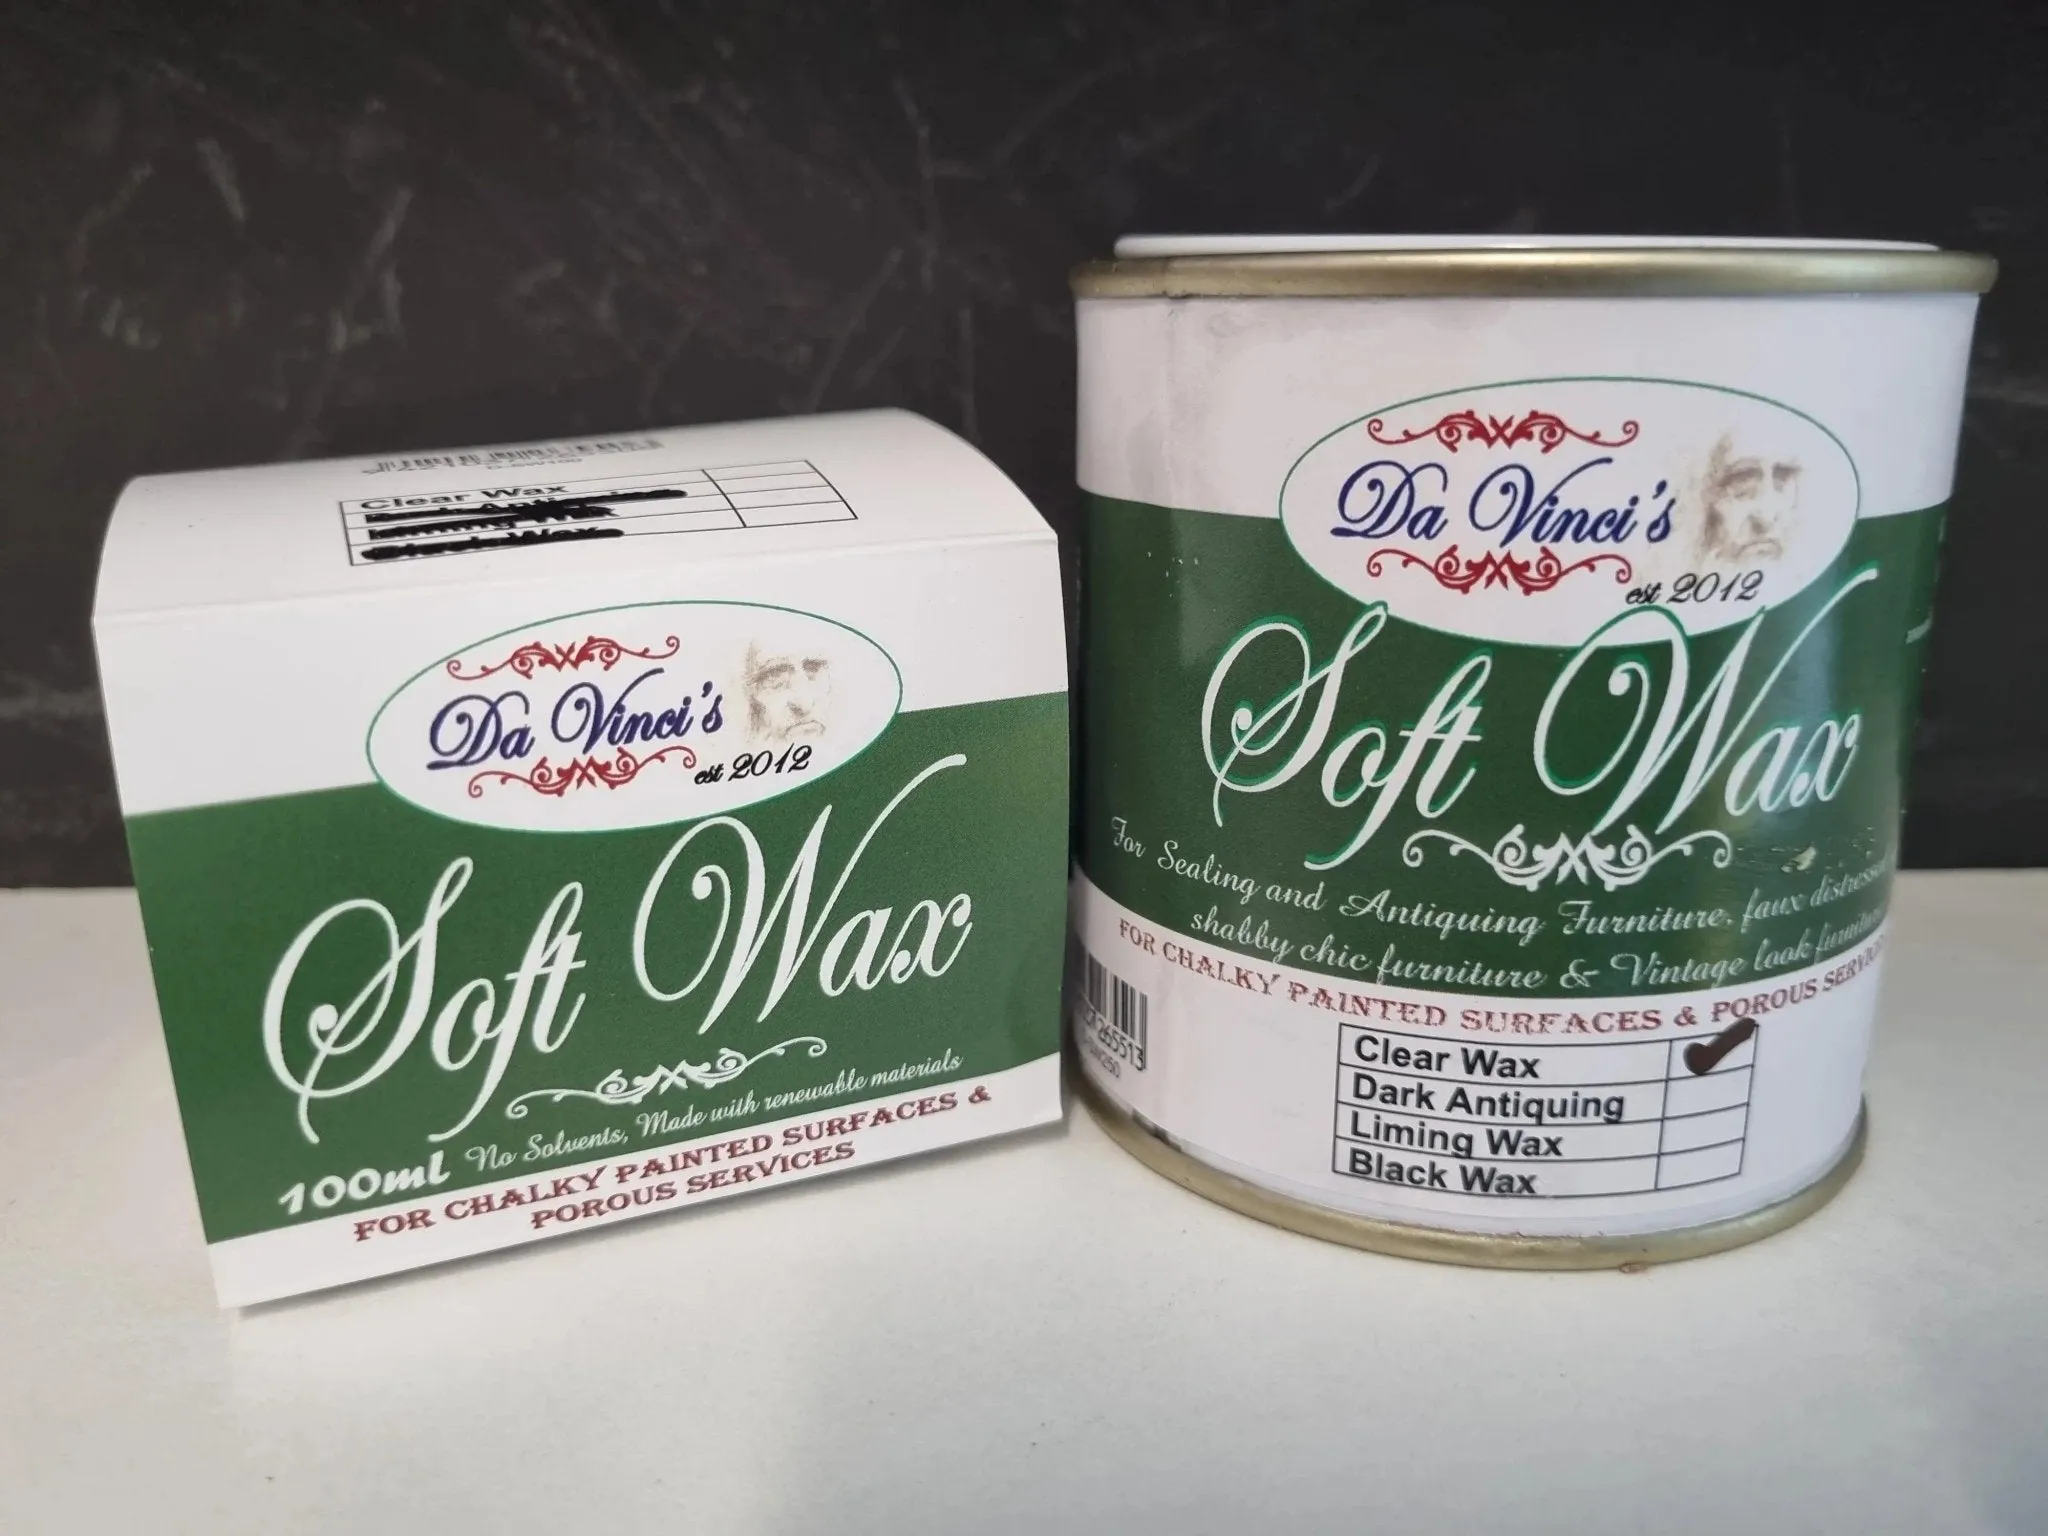 Clear Wax
Da Vinci's
est 2012
Soft Wax
No Solvents, Made with renewable materials
100ml
FOR CHALKY PAINTED SURFACES &
POROUS SERVICES
Da Vinci's
est 2012
Soft Wax
For Sealing and Antiquing Furniture, faux distressed
shabby chic furniture & Vintage look furniture
FOR CHALKY PAINTED SURFACES & POROUS SERVICES
265513
Clear Wax
Dark Antiquing
Liming Wax
Black Wax